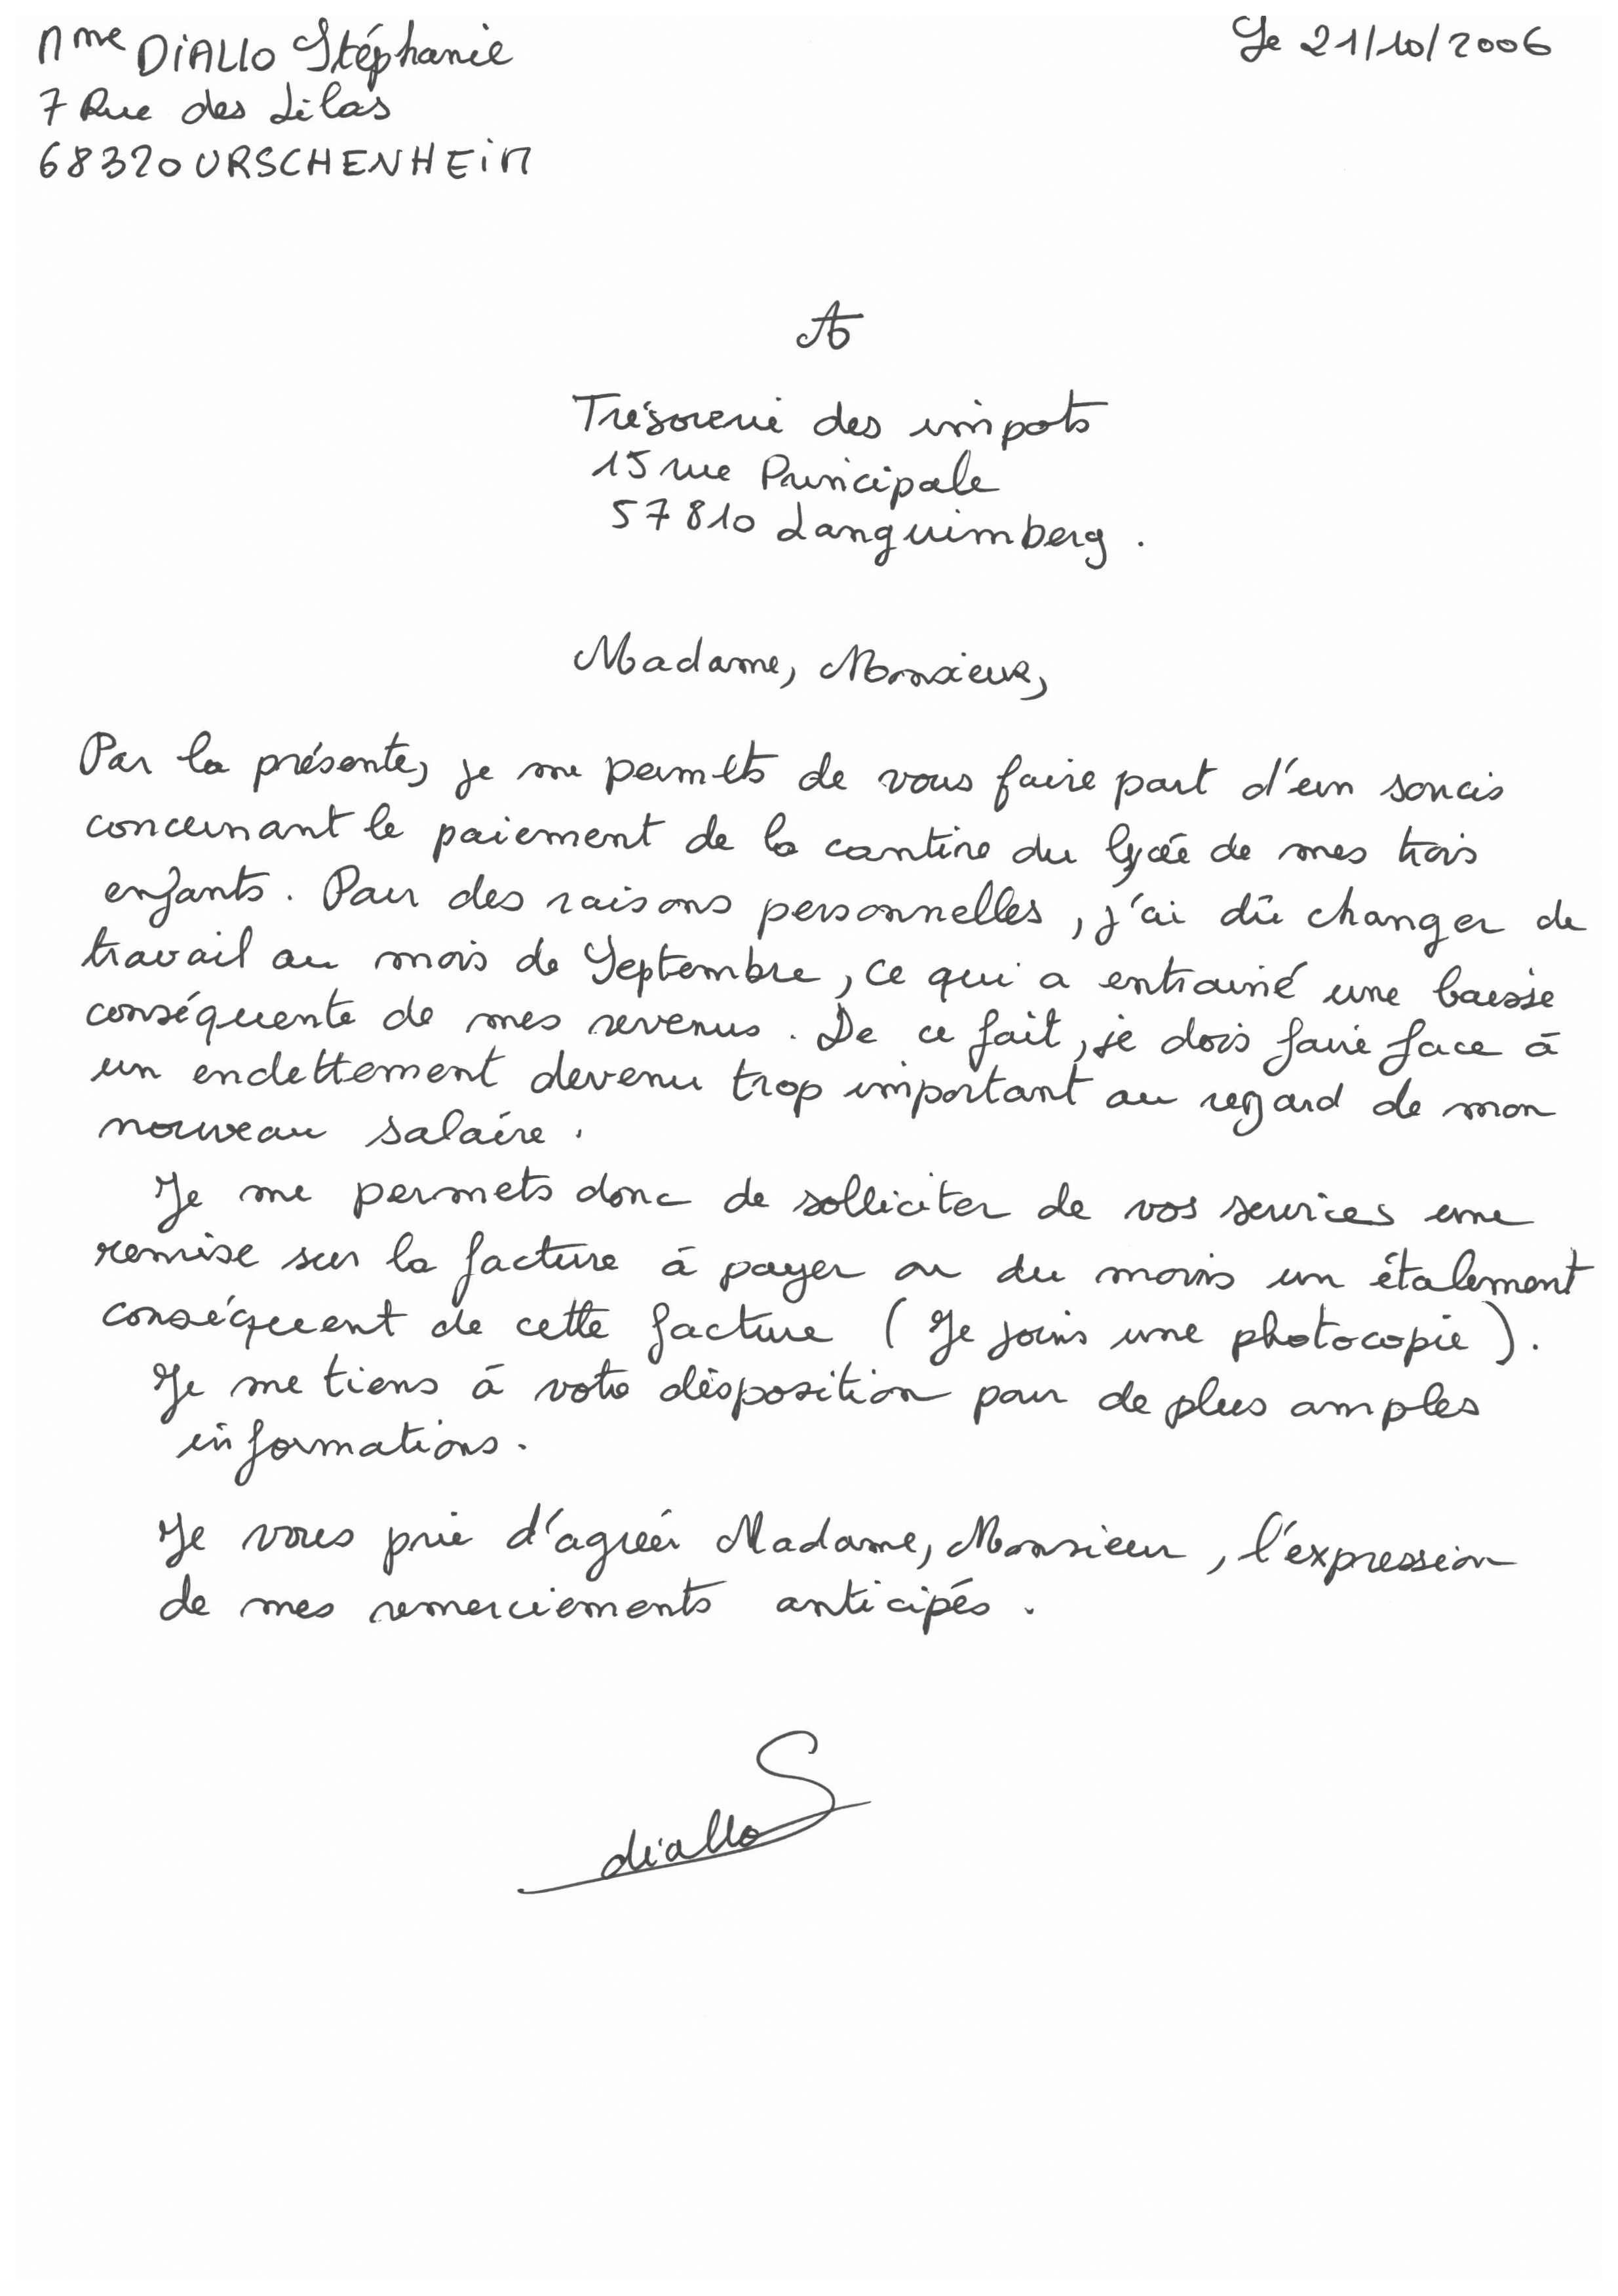 Mme DiALLO Stéphanie
Le 21/10/2006
7 Rue des Lilas
68320 URSCHENHEiM
A
Trésorerie des impots
15 rue Principale
57810 Languimberg.
Madame, Monsieur,
Par la présente, je me permets de vous faire part d'un soucis
concernant le paiement de la cantine du lycée de mes trois
enfants. Pour des raisons personnelles, j'ai dû changer de
travail au mois de Septembre, ce qui a entrainé une baisse
conséquente de mes revenus. De ce fait, je dois faire face à
un endettement devenu trop important au regard de mon
nouveau salaire.
Je me permets donc de solliciter de vos services une
remise sur la facture à payer ou du moins un étalement
conséquent de cette facture (Je joins une photocopie).
Je me tiens à votre disposition pour de plus amples
informations.
Je vous prie d'agréer Madame, Monsieur, l'expression
de mes remerciements anticipés.
diallo S